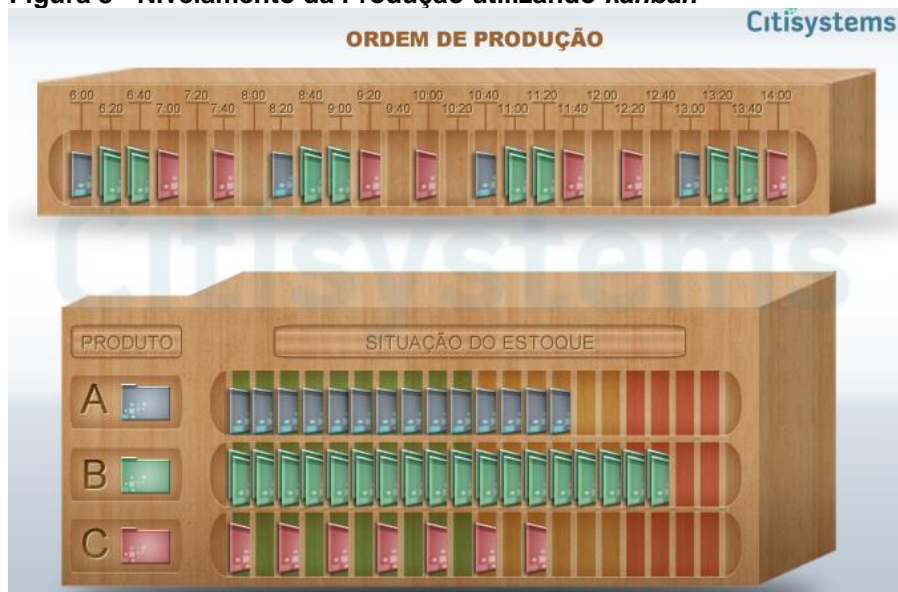 Figura 8 - Nivelamento da Produção utilizando kanban
Citisystems
ORDEM DE PRODUÇÃO
6:00 6:40 7:20 8:00 8:40 9:20 10:00 10:40 11:20 12:00 12:40 13:20 14:00
6:20 7:00 7:40 8:20 9:00 9:40 10:20 11:00 11:40 12:20 13:00 13:40
Citisystems
PRODUTO SITUAÇÃO DO ESTOQUE
A
B
C